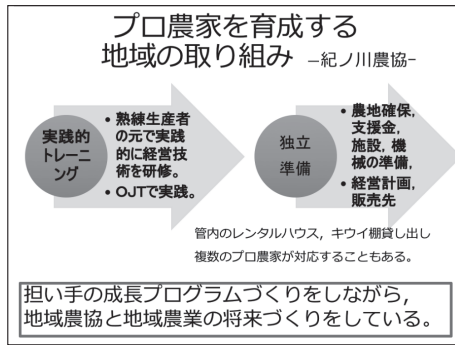 プロ農家を育成する
地域の取り組み –紀ノ川農協–
実践的
トレーニ
ング
• 熟練生産者
の元で実践
的に経営技
術を研修。
• OJTで実践。
独立
準備
• 農地確保,
支援金,
施設, 機
械の準備,
• 経営計画,
販売先
管内のレンタルハウス, キウイ棚貸し出し
複数のプロ農家が対応することもある。
担い手の成長プログラムづくりをしながら,
地域農協と地域農業の将来づくりをしている。